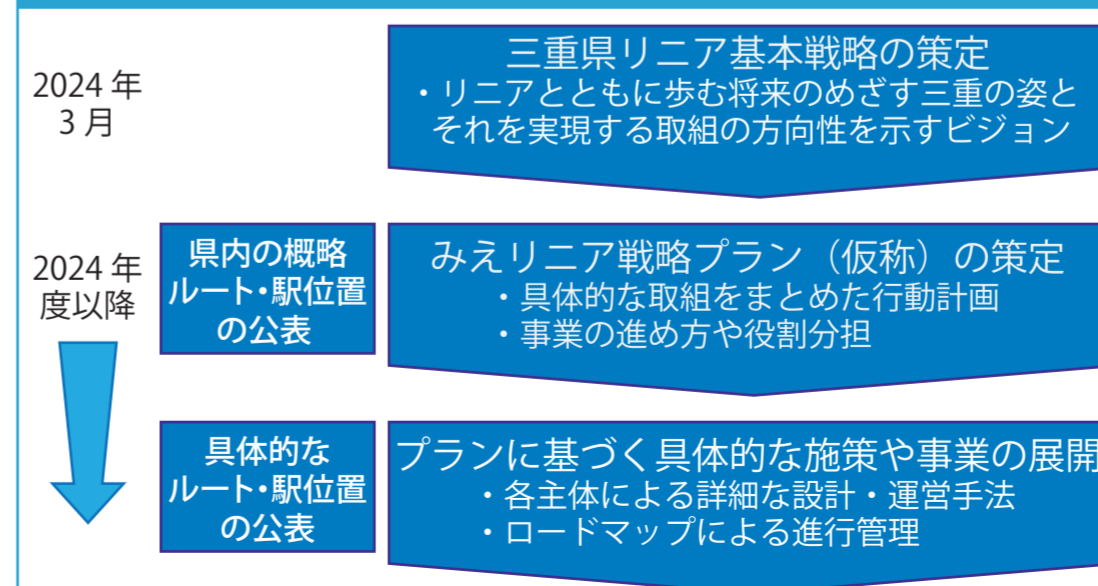 2024 年
3 月
三重県リニア基本戦略の策定
・リニアとともに歩む将来のめざす三重の姿と
それを実現する取組の方向性を示すビジョン
2024 年
度以降
県内の概略
ルート・駅位置
の公表
みえリニア戦略プラン（仮称）の策定
・具体的な取組をまとめた行動計画
・事業の進め方や役割分担
具体的な
ルート・駅位置
の公表
プランに基づく具体的な施策や事業の展開
・各主体による詳細な設計・運営手法
・ロードマップによる進行管理